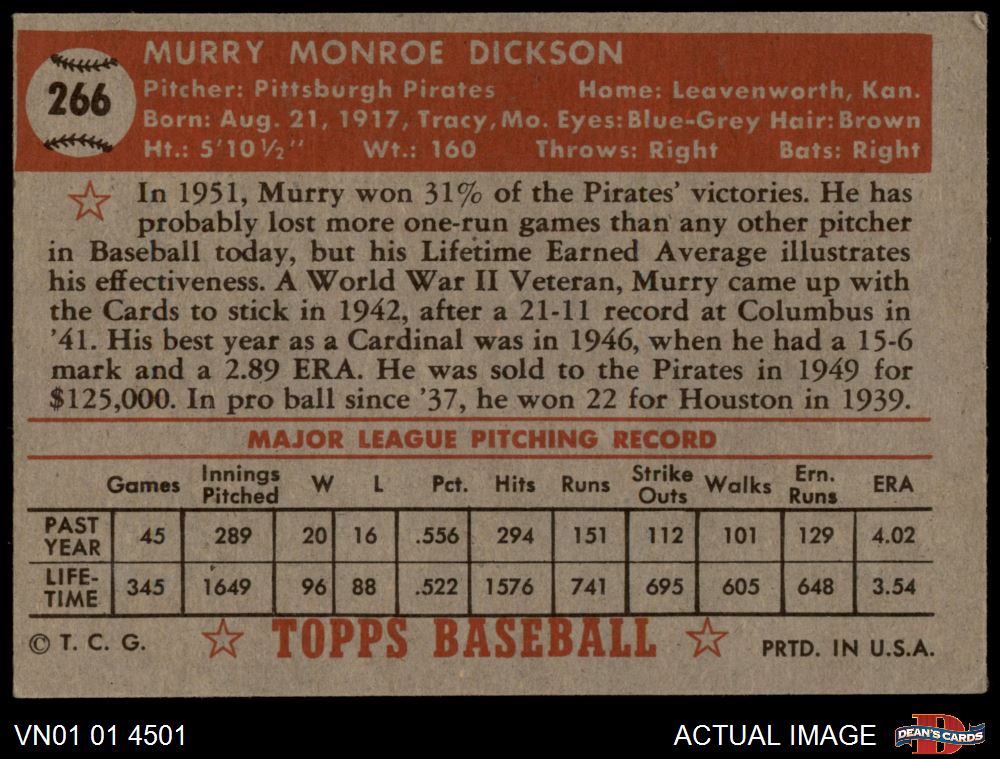 266
MURRY MONROE DICKSON
Pitcher: Pittsburgh Pirates Home: Leavenworth, Kan.
Born: Aug. 21, 1917, Tracy, Mo. Eyes: Blue-Grey Hair: Brown
Ht.: 5'10½" Wt.: 160 Throws: Right Bats: Right
In 1951, Murry won 31% of the Pirates' victories. He has
probably lost more one-run games than any other pitcher
in Baseball today, but his Lifetime Earned Average illustrates
his effectiveness. A World War II Veteran, Murry came up with
the Cards to stick in 1942, after a 21-11 record at Columbus in
'41. His best year as a Cardinal was in 1946, when he had a 15-6
mark and a 2.89 ERA. He was sold to the Pirates in 1949 for
$125,000. In pro ball since '37, he won 22 for Houston in 1939.
MAJOR LEAGUE PITCHING RECORD
Games Innings Pitched W L Pct. Hits Runs Strike Outs Walks Ern. Runs ERA
PAST YEAR 45 289 20 16 .556 294 151 112 101 129 4.02
LIFE-TIME 345 1649 96 88 .522 1576 741 695 605 648 3.54
© T. C. G. TOPPS BASEBALL PRTD. IN U.S.A.
VN01 01 4501 ACTUAL IMAGE DEAN'S CARDS